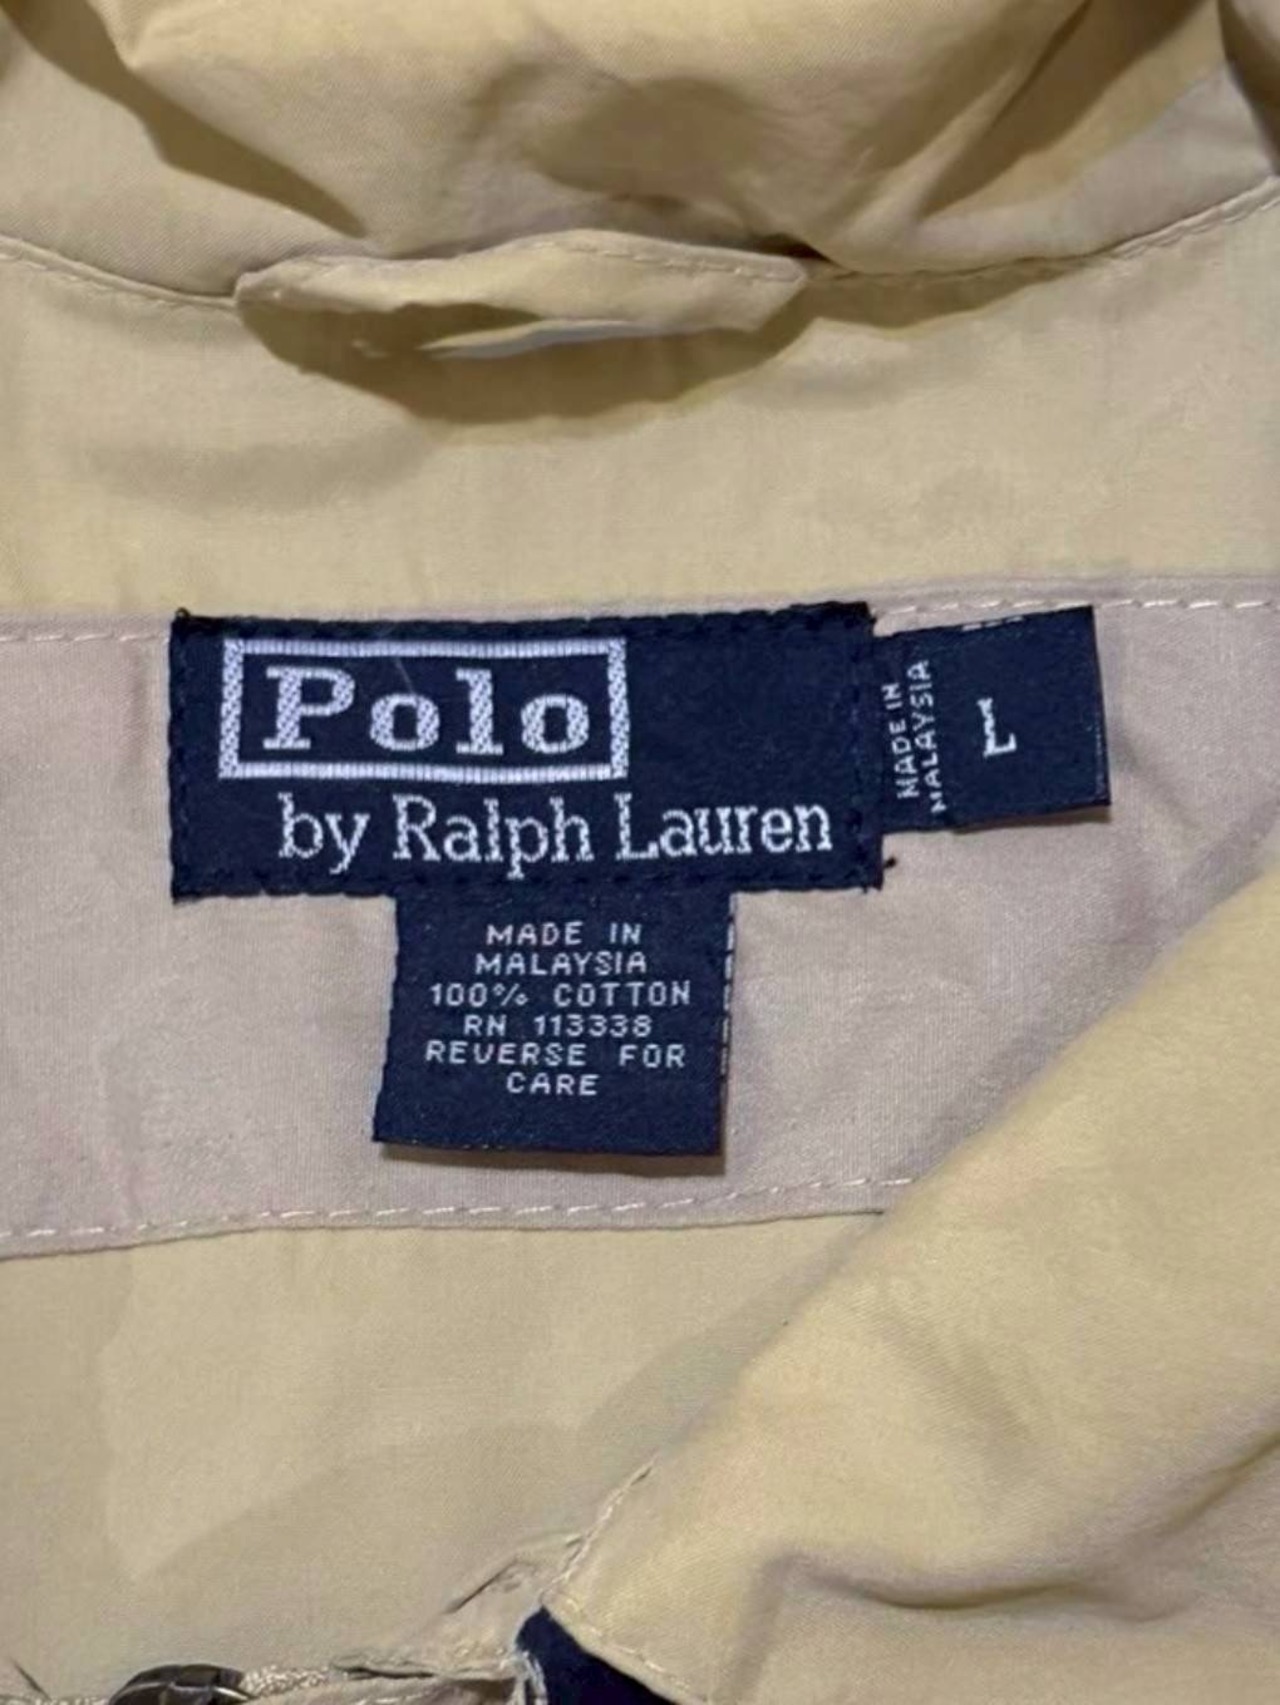 Polo
by Ralph Lauren
MADE IN
MALAYSIA
L
MADE IN
MALAYSIA
100% COTTON
RN 113338
REVERSE FOR
CARE